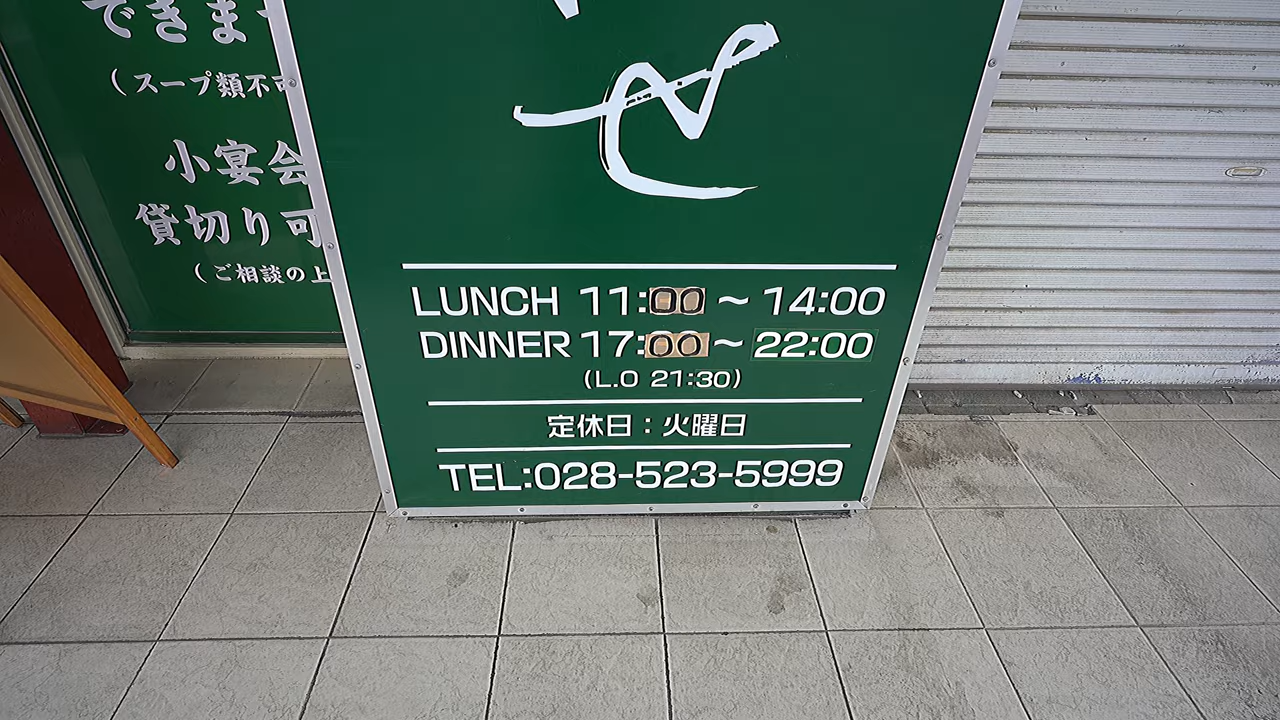 できま
(スープ類不可
小宴会
貸切り可
(ご相談の上
せ
LUNCH 11:00 ～ 14:00
DINNER 17:00 ～ 22:00
(L.O 21:30)
定休日：火曜日
TEL:028-523-5999